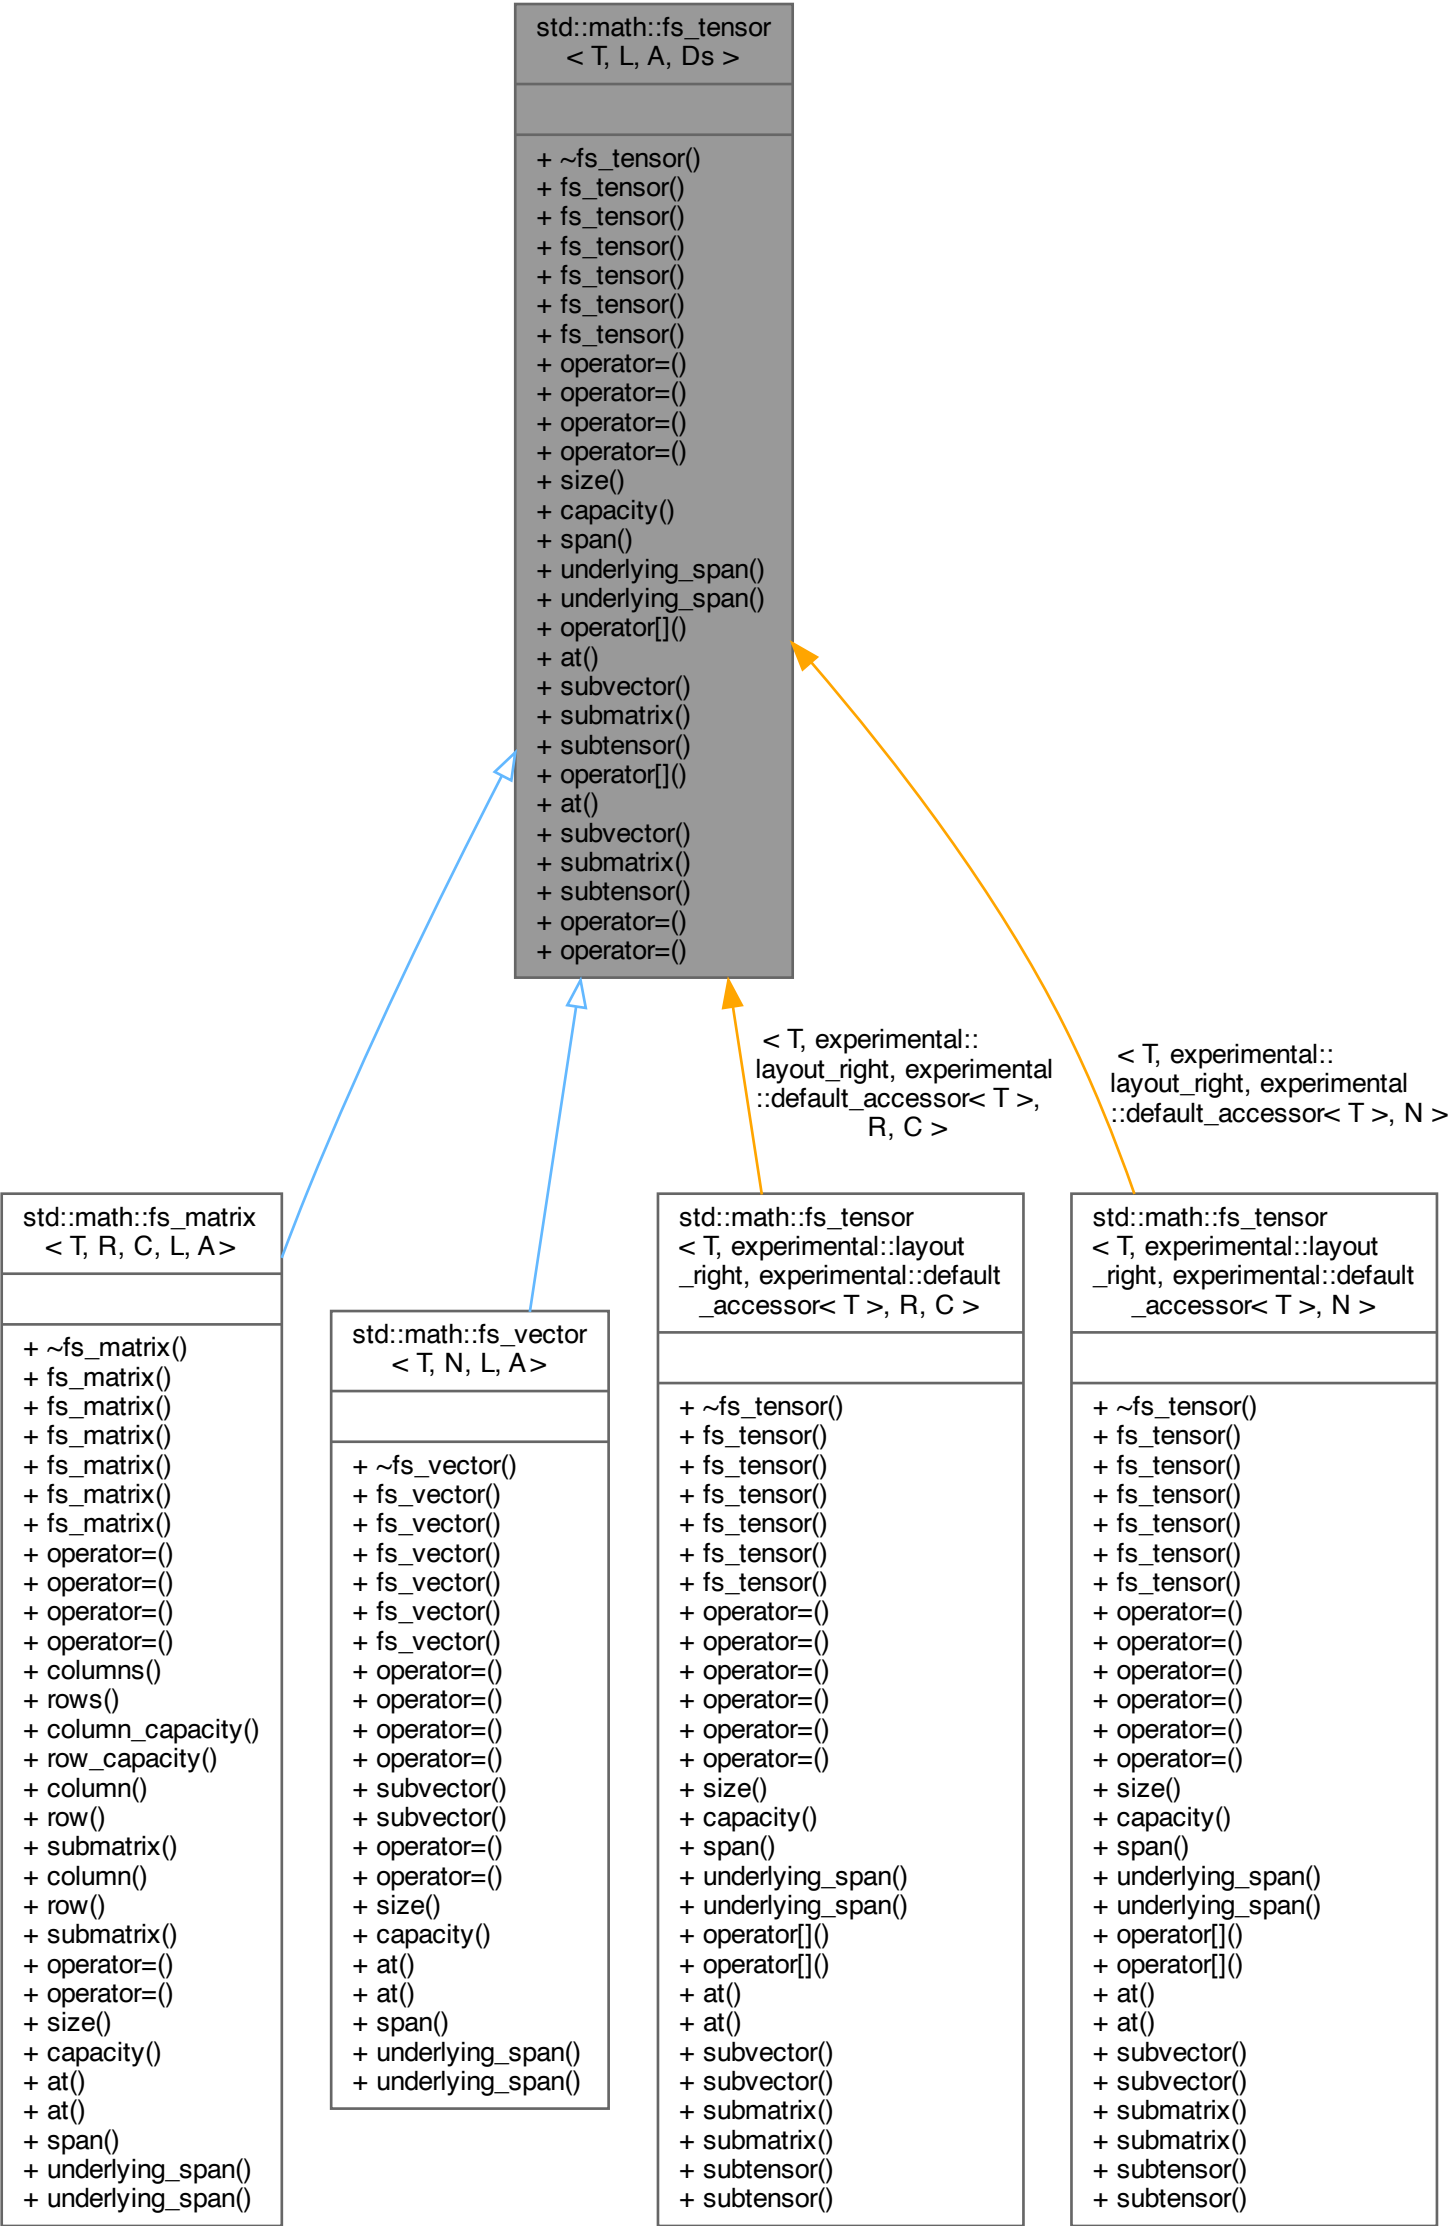 std::math::fs_tensor
< T, L, A, Ds >
+ ~fs_tensor()
+ fs_tensor()
+ fs_tensor()
+ fs_tensor()
+ fs_tensor()
+ fs_tensor()
+ fs_tensor()
+ operator=()
+ operator=()
+ operator=()
+ operator=()
+ size()
+ capacity()
+ span()
+ underlying_span()
+ underlying_span()
+ operator[]()
+ at()
+ subvector()
+ submatrix()
+ subtensor()
+ operator[]()
+ at()
+ subvector()
+ submatrix()
+ subtensor()
+ operator=()
+ operator=()
< T, experimental::
layout_right, experimental
::default_accessor< T >,
R, C >
< T, experimental::
layout_right, experimental
::default_accessor< T >, N >
std::math::fs_matrix
< T, R, C, L, A >
+ ~fs_matrix()
+ fs_matrix()
+ fs_matrix()
+ fs_matrix()
+ fs_matrix()
+ fs_matrix()
+ fs_matrix()
+ operator=()
+ operator=()
+ operator=()
+ operator=()
+ columns()
+ rows()
+ column_capacity()
+ row_capacity()
+ column()
+ row()
+ submatrix()
+ column()
+ row()
+ submatrix()
+ operator=()
+ operator=()
+ size()
+ capacity()
+ at()
+ at()
+ span()
+ underlying_span()
+ underlying_span()
std::math::fs_vector
< T, N, L, A >
+ ~fs_vector()
+ fs_vector()
+ fs_vector()
+ fs_vector()
+ fs_vector()
+ fs_vector()
+ fs_vector()
+ operator=()
+ operator=()
+ operator=()
+ operator=()
+ subvector()
+ subvector()
+ operator=()
+ operator=()
+ size()
+ capacity()
+ at()
+ at()
+ span()
+ underlying_span()
+ underlying_span()
std::math::fs_tensor
< T, experimental::layout
_right, experimental::default
_accessor< T >, R, C >
+ ~fs_tensor()
+ fs_tensor()
+ fs_tensor()
+ fs_tensor()
+ fs_tensor()
+ fs_tensor()
+ fs_tensor()
+ operator=()
+ operator=()
+ operator=()
+ operator=()
+ operator=()
+ operator=()
+ size()
+ capacity()
+ span()
+ underlying_span()
+ underlying_span()
+ operator[]()
+ operator[]()
+ at()
+ at()
+ subvector()
+ subvector()
+ submatrix()
+ submatrix()
+ subtensor()
+ subtensor()
std::math::fs_tensor
< T, experimental::layout
_right, experimental::default
_accessor< T >, N >
+ ~fs_tensor()
+ fs_tensor()
+ fs_tensor()
+ fs_tensor()
+ fs_tensor()
+ fs_tensor()
+ fs_tensor()
+ operator=()
+ operator=()
+ operator=()
+ operator=()
+ operator=()
+ operator=()
+ size()
+ capacity()
+ span()
+ underlying_span()
+ underlying_span()
+ operator[]()
+ operator[]()
+ at()
+ at()
+ subvector()
+ subvector()
+ submatrix()
+ submatrix()
+ subtensor()
+ subtensor()